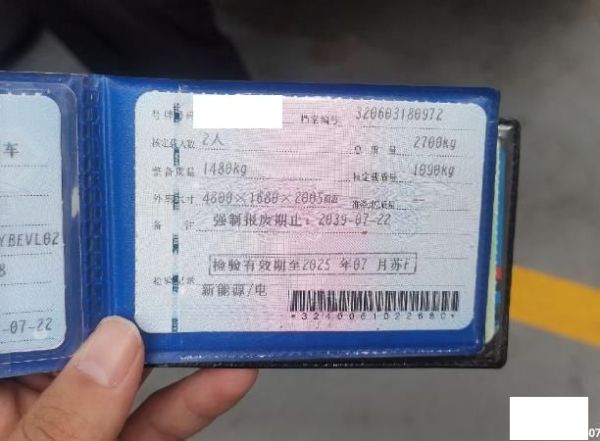 车
YBEVL02
8
-07-22
号牌号码
档案编号 320603180972
核定载人数 2人
总质量 2700kg
整备质量 1480kg
核定载质量 1090kg
外廓尺寸 4800×1680×2005mm
准牵引总质量 —
备 注 强制报废期止：2039-07-22
检验有效期至2025 年07 月苏F
检验记录 新能源/电
*3240061022680*
07